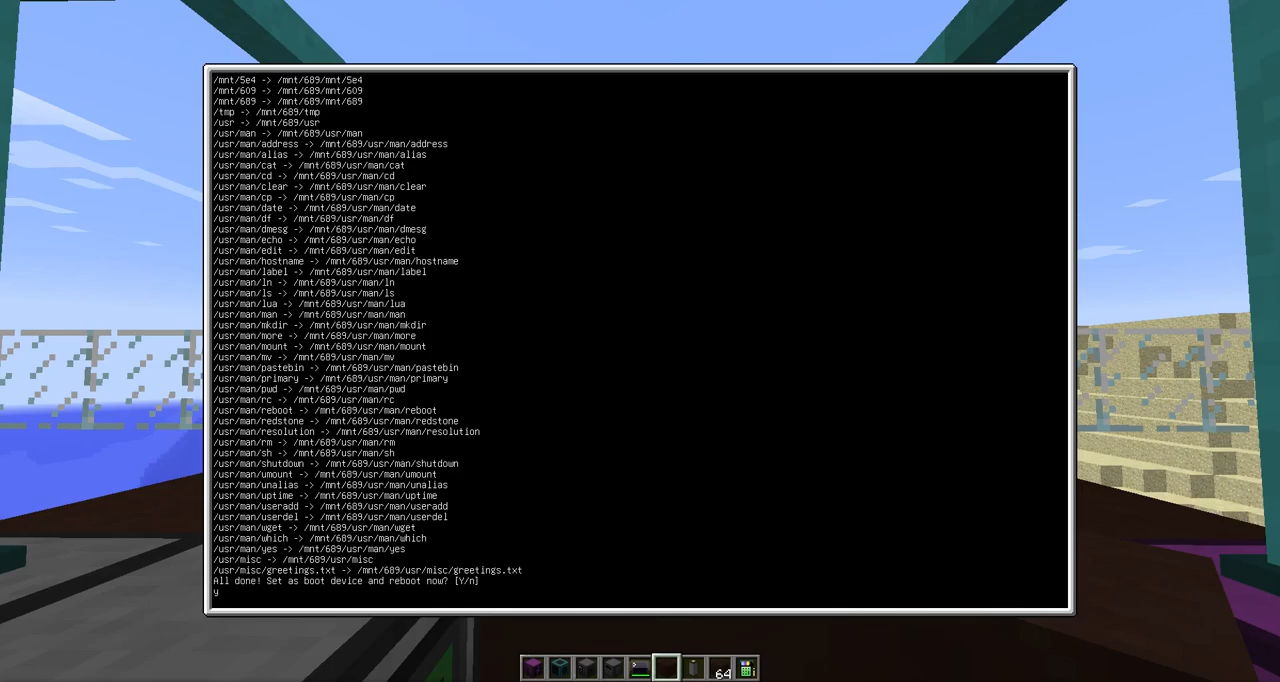 /mnt/5e4 -> /mnt/689/mnt/5e4
/mnt/609 -> /mnt/689/mnt/609
/mnt/689 -> /mnt/689/mnt/689
/tmp -> /mnt/689/tmp
/usr -> /mnt/689/usr
/usr/man -> /mnt/689/usr/man
/usr/man/address -> /mnt/689/usr/man/address
/usr/man/alias -> /mnt/689/usr/man/alias
/usr/man/cat -> /mnt/689/usr/man/cat
/usr/man/cd -> /mnt/689/usr/man/cd
/usr/man/clear -> /mnt/689/usr/man/clear
/usr/man/cp -> /mnt/689/usr/man/cp
/usr/man/date -> /mnt/689/usr/man/date
/usr/man/df -> /mnt/689/usr/man/df
/usr/man/dmesg -> /mnt/689/usr/man/dmesg
/usr/man/echo -> /mnt/689/usr/man/echo
/usr/man/edit -> /mnt/689/usr/man/edit
/usr/man/hostname -> /mnt/689/usr/man/hostname
/usr/man/label -> /mnt/689/usr/man/label
/usr/man/ln -> /mnt/689/usr/man/ln
/usr/man/ls -> /mnt/689/usr/man/ls
/usr/man/lua -> /mnt/689/usr/man/lua
/usr/man/man -> /mnt/689/usr/man/man
/usr/man/mkdir -> /mnt/689/usr/man/mkdir
/usr/man/more -> /mnt/689/usr/man/more
/usr/man/mount -> /mnt/689/usr/man/mount
/usr/man/mv -> /mnt/689/usr/man/mv
/usr/man/pastebin -> /mnt/689/usr/man/pastebin
/usr/man/primary -> /mnt/689/usr/man/primary
/usr/man/pwd -> /mnt/689/usr/man/pwd
/usr/man/rc -> /mnt/689/usr/man/rc
/usr/man/reboot -> /mnt/689/usr/man/reboot
/usr/man/redstone -> /mnt/689/usr/man/redstone
/usr/man/resolution -> /mnt/689/usr/man/resolution
/usr/man/rm -> /mnt/689/usr/man/rm
/usr/man/sh -> /mnt/689/usr/man/sh
/usr/man/shutdown -> /mnt/689/usr/man/shutdown
/usr/man/umount -> /mnt/689/usr/man/umount
/usr/man/unalias -> /mnt/689/usr/man/unalias
/usr/man/uptime -> /mnt/689/usr/man/uptime
/usr/man/useradd -> /mnt/689/usr/man/useradd
/usr/man/userdel -> /mnt/689/usr/man/userdel
/usr/man/wget -> /mnt/689/usr/man/wget
/usr/man/which -> /mnt/689/usr/man/which
/usr/man/yes -> /mnt/689/usr/man/yes
/usr/misc -> /mnt/689/usr/misc
/usr/misc/greetings.txt -> /mnt/689/usr/misc/greetings.txt
All done! Set as boot device and reboot now? [Y/n]
y
64